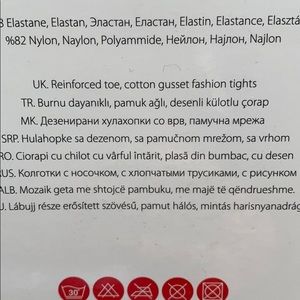 8 Elastane, Elastan, Эластан, Еластан, Elastin, Elastance, Elasztá
%82 Nylon, Naylon, Polyammide, Нейлон, Најлон, Najlon
UK. Reinforced toe, cotton gusset fashion tights
TR. Burnu dayanıklı, pamuk ağlı, desenli külotlu çorap
MK. Дезенирани хулахопки со врв, памучна мрежа
SRP. Hulahopke sa dezenom, sa pamučnom mrežom, sa vrhom
RO. Ciorapi cu chilot cu vârful întărit, plasă din bumbac, cu desen
RUS. Колготки с носочком, с хлопчатыми трусиками, с рисунком
ALB. Mozaik geta me shtojcë pambuku, me majë të qëndrueshme.
U. Lábujj része erősített szövésű, pamut hálós, mintás harisnyanadrág
30